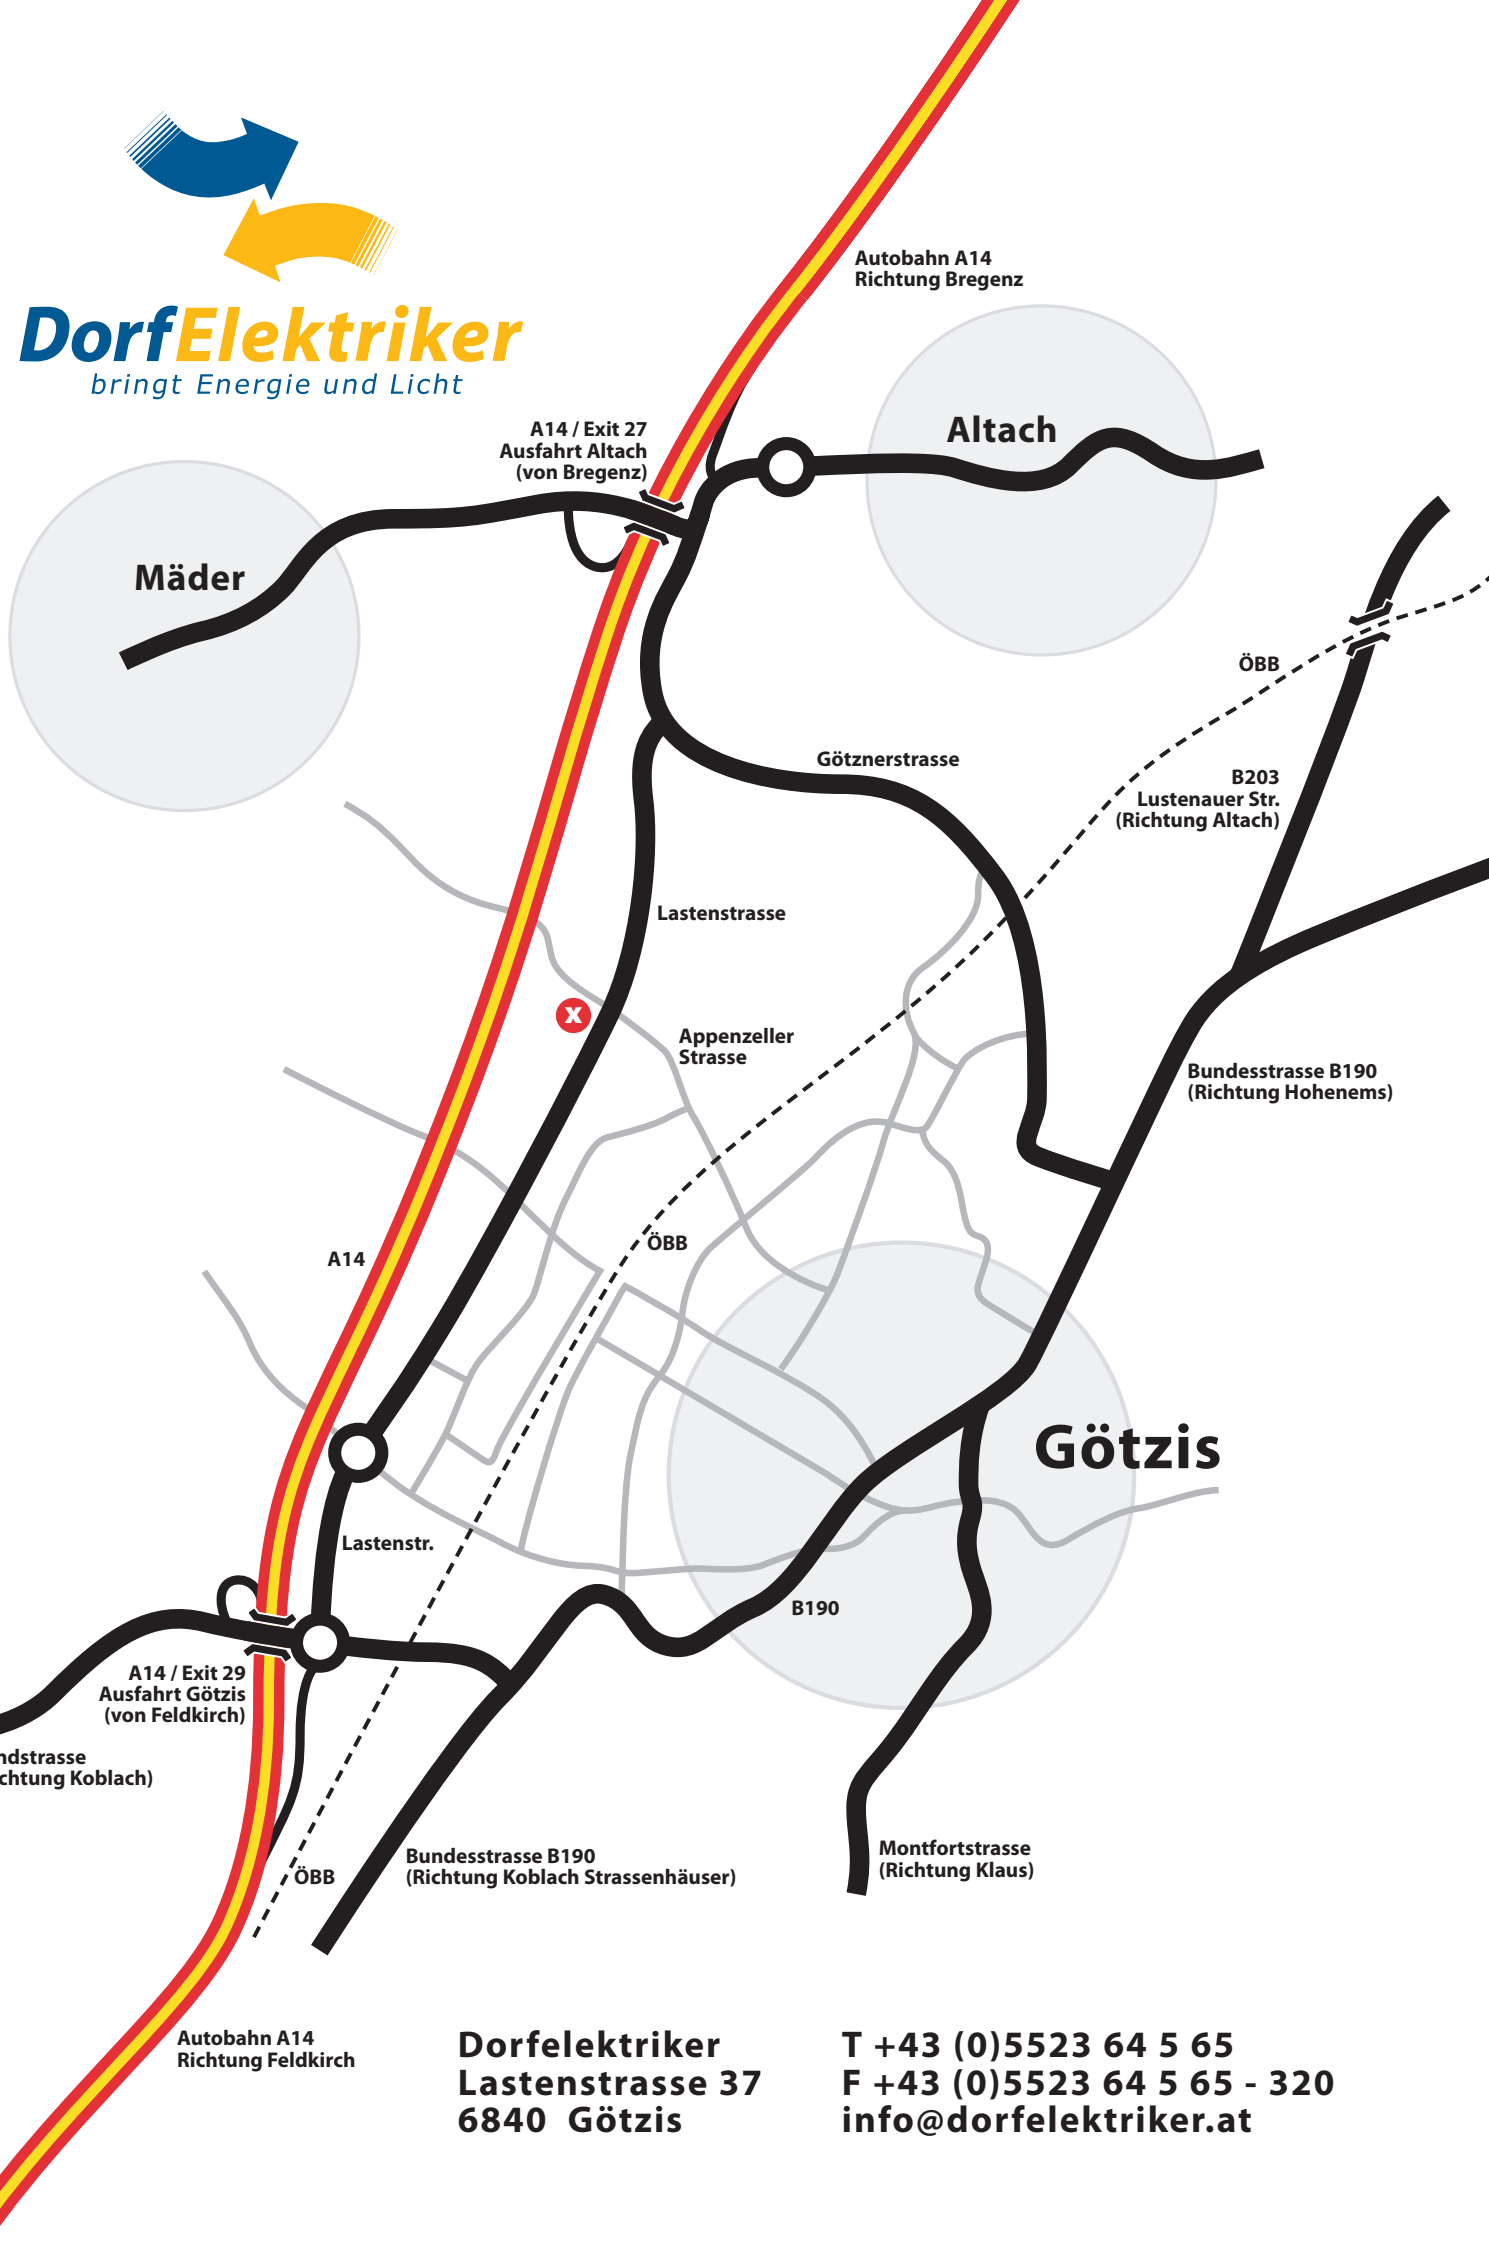 DorfElektriker
bringt Energie und Licht
Autobahn A14
Richtung Bregenz
A14 / Exit 27
Ausfahrt Altach
(von Bregenz)
Altach
Mäder
ÖBB
Götznerstrasse
B203
Lustenauer Str.
(Richtung Altach)
Lastenstrasse
X
Appenzeller
Strasse
Bundesstrasse B190
(Richtung Hohenems)
ÖBB
A14
Götzis
Lastenstr.
B190
A14 / Exit 29
Ausfahrt Götzis
(von Feldkirch)
ndstrasse
chtung Koblach)
Bundesstrasse B190
(Richtung Koblach Strassenhäuser)
Montfortstrasse
(Richtung Klaus)
ÖBB
Autobahn A14
Richtung Feldkirch
Dorfelektriker
Lastenstrasse 37
6840 Götzis
T +43 (0)5523 64 5 65
F +43 (0)5523 64 5 65 - 320
info@dorfelektriker.at